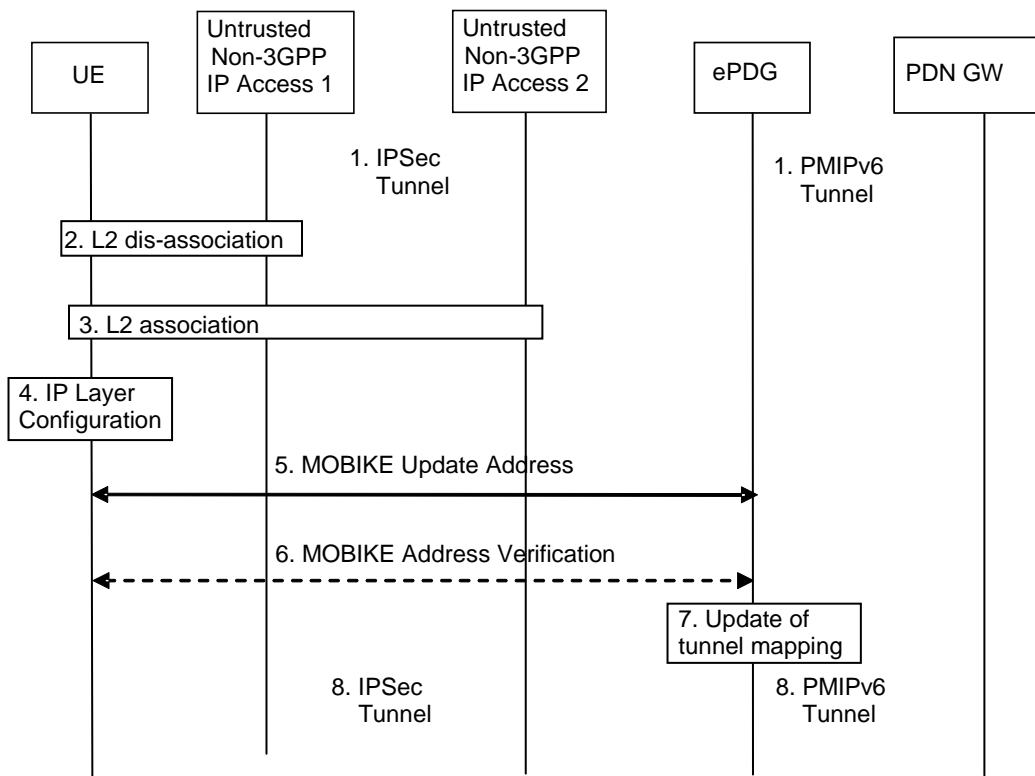 UE
Untrusted
Non-3GPP
IP Access 1
Untrusted
Non-3GPP
IP Access 2
ePDG
PDN GW
1. IPSec
Tunnel
1. PMIPv6
Tunnel
2. L2 dis-association
3. L2 association
4. IP Layer
Configuration
5. MOBIKE Update Address
6. MOBIKE Address Verification
7. Update of
tunnel mapping
8. IPSec
Tunnel
8. PMIPv6
Tunnel